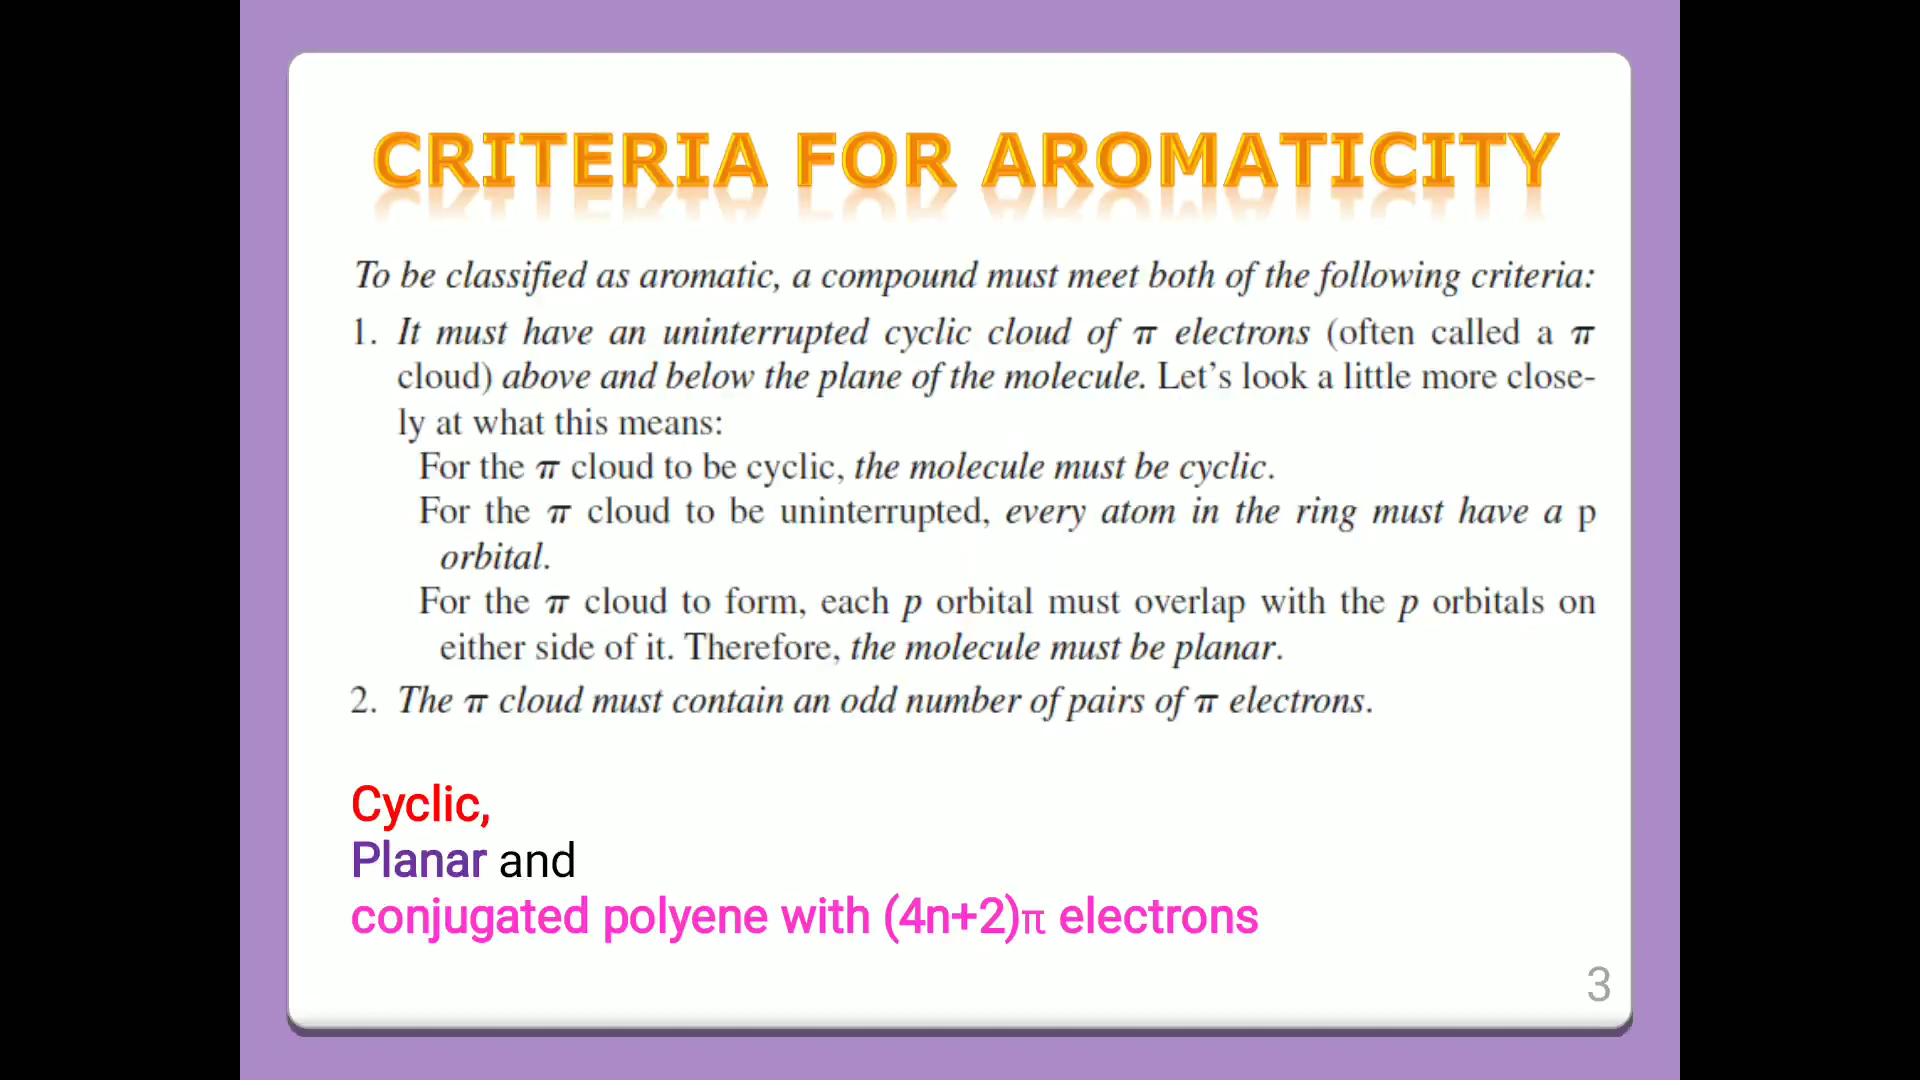 CRITERIA FOR AROMATICITY
To be classified as aromatic, a compound must meet both of the following criteria:
1. It must have an uninterrupted cyclic cloud of π electrons (often called a π
cloud) above and below the plane of the molecule. Let's look a little more close-
ly at what this means:
For the π cloud to be cyclic, the molecule must be cyclic.
For the π cloud to be uninterrupted, every atom in the ring must have a p
orbital.
For the π cloud to form, each p orbital must overlap with the p orbitals on
either side of it. Therefore, the molecule must be planar.
2. The π cloud must contain an odd number of pairs of π electrons.
Cyclic,
Planar and
conjugated polyene with (4n+2)π electrons
3